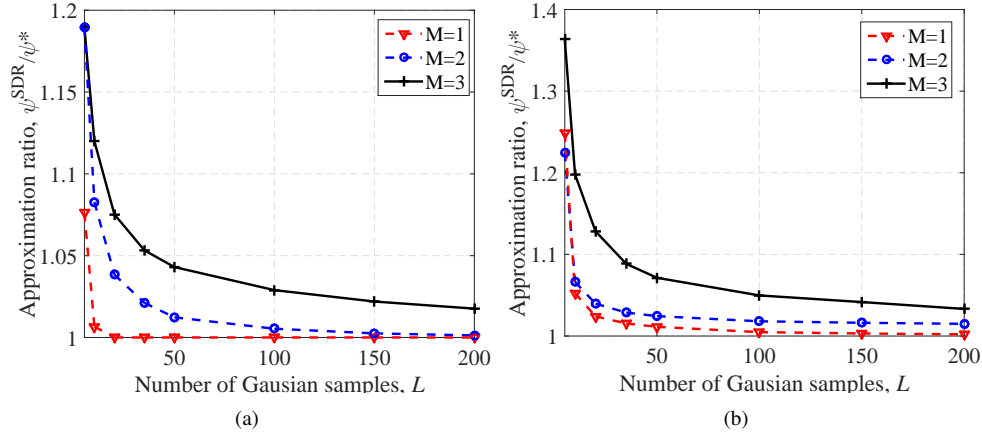 1.2
1.15
1.1
1.05
1
50
100
150
200
Approximation ratio, ψ^SDR/ψ*
Number of Gausian samples, L
M=1
M=2
M=3
(a)
1.4
1.3
1.2
1.1
1
50
100
150
200
Approximation ratio, ψ^SDR/ψ*
Number of Gausian samples, L
M=1
M=2
M=3
(b)